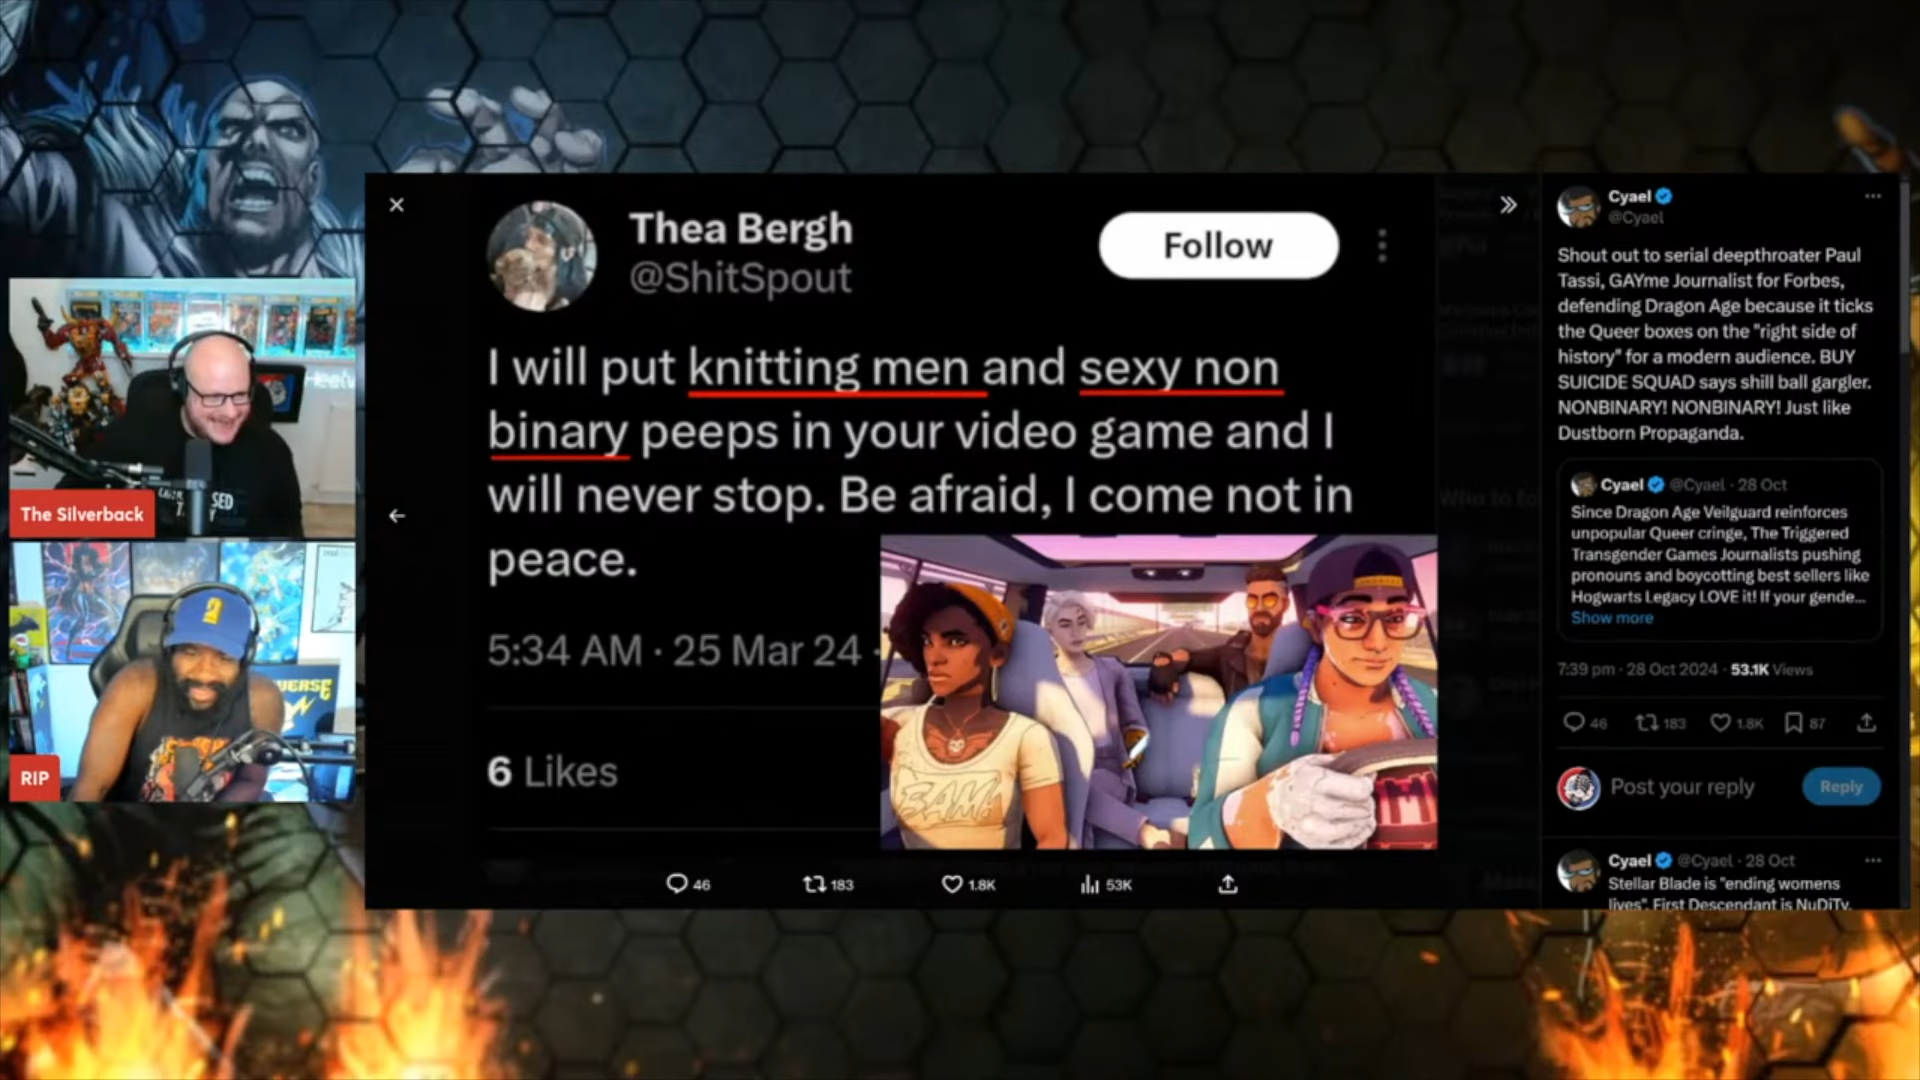 Thea Bergh
@ShitSpout
Follow
I will put knitting men and sexy non
binary peeps in your video game and I
will never stop. Be afraid, I come not in
peace.
5:34 AM · 25 Mar 24 ·
6 Likes
EAM!
46
183
1.8K
53K
The Silverback
RIP
SED
VERSE
Cyael
@Cyael
Shout out to serial deepthroater Paul
Tassi, GAYme Journalist for Forbes,
defending Dragon Age because it ticks
the Queer boxes on the "right side of
history" for a modern audience. BUY
SUICIDE SQUAD says shill ball gargler.
NONBINARY! NONBINARY! Just like
Dustborn Propaganda.
Cyael @Cyael · 28 Oct
Since Dragon Age Veilguard reinforces
unpopular Queer cringe, The Triggered
Transgender Games Journalists pushing
pronouns and boycotting best sellers like
Hogwarts Legacy LOVE it! If your gende...
Show more
7:39 pm · 28 Oct 2024 · 53.1K Views
46 183 1.8K 87
Post your reply
Reply
Cyael @Cyael · 28 Oct
Stellar Blade is "ending womens
lives". First Descendant is NuDiTy.